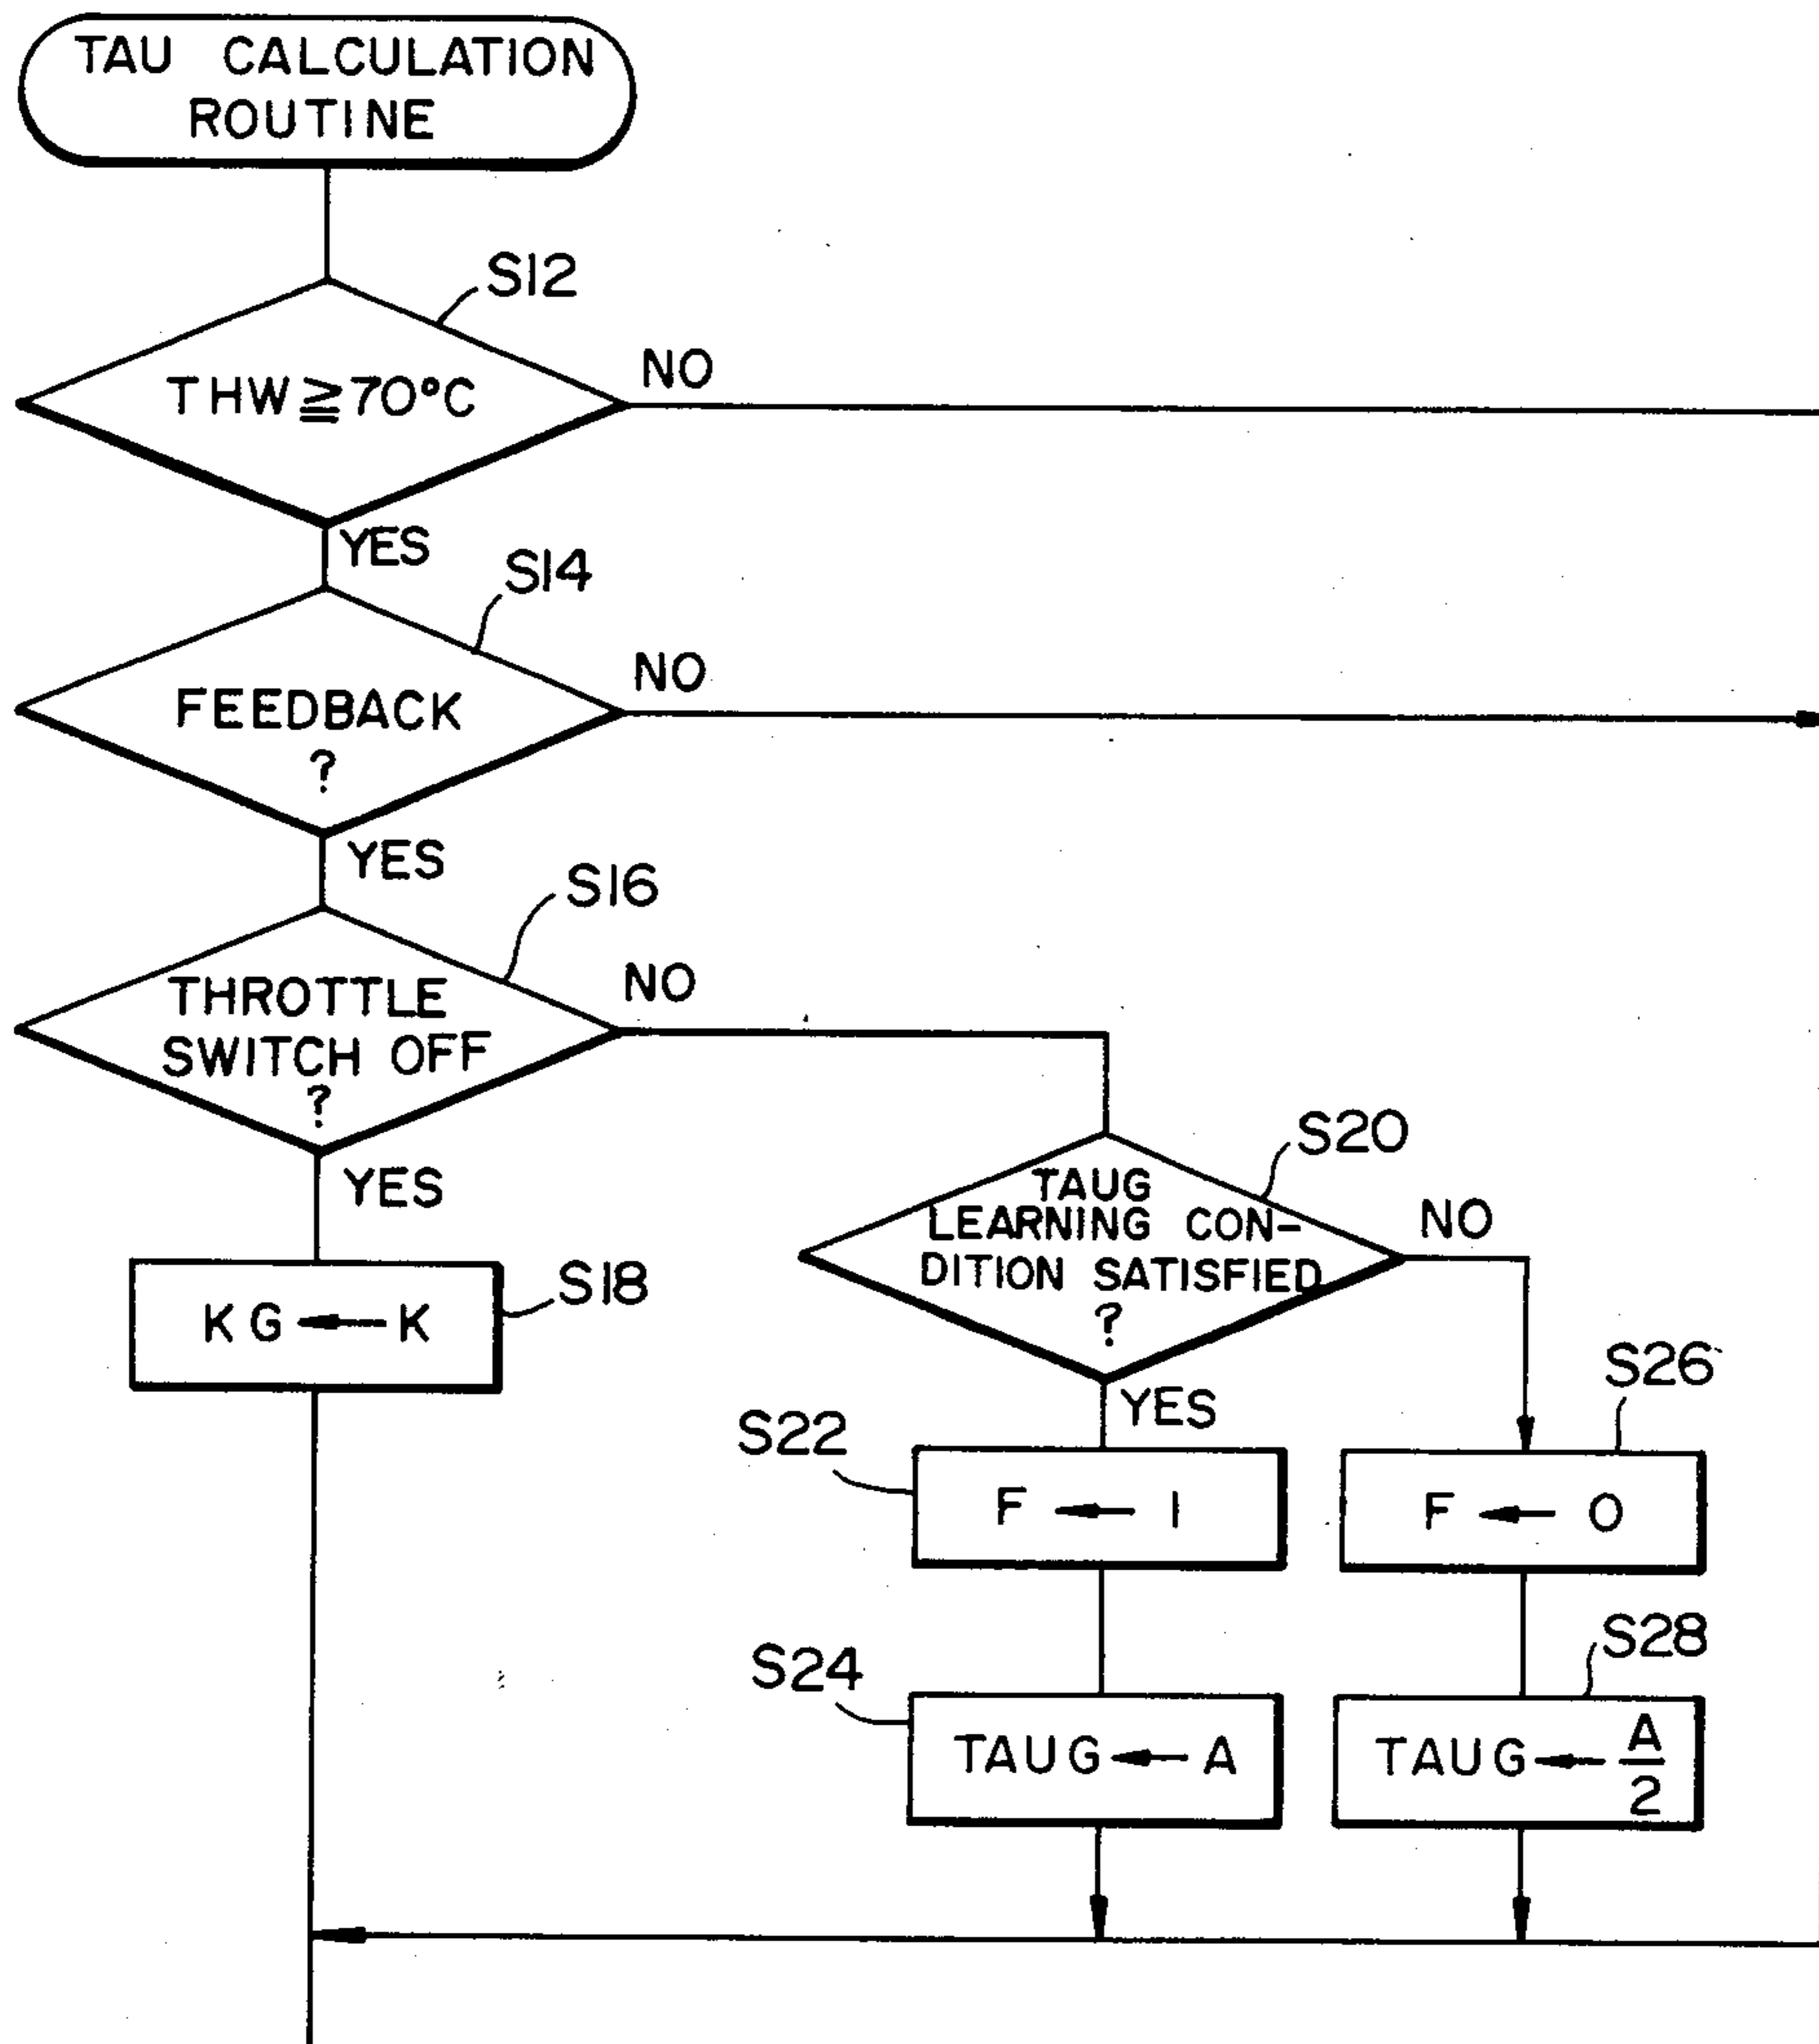 TAU CALCULATION
ROUTINE
S12
THW≧70°C
NO
YES
S14
FEEDBACK
?
NO
YES
S16
THROTTLE
SWITCH OFF
?
NO
YES
S18
KG←K
S20
TAUG
LEARNING CON-
DITION SATISFIED
?
NO
YES
S22
F ← 1
S24
TAUG←A
S26
F ← 0
S28
TAUG←A/2